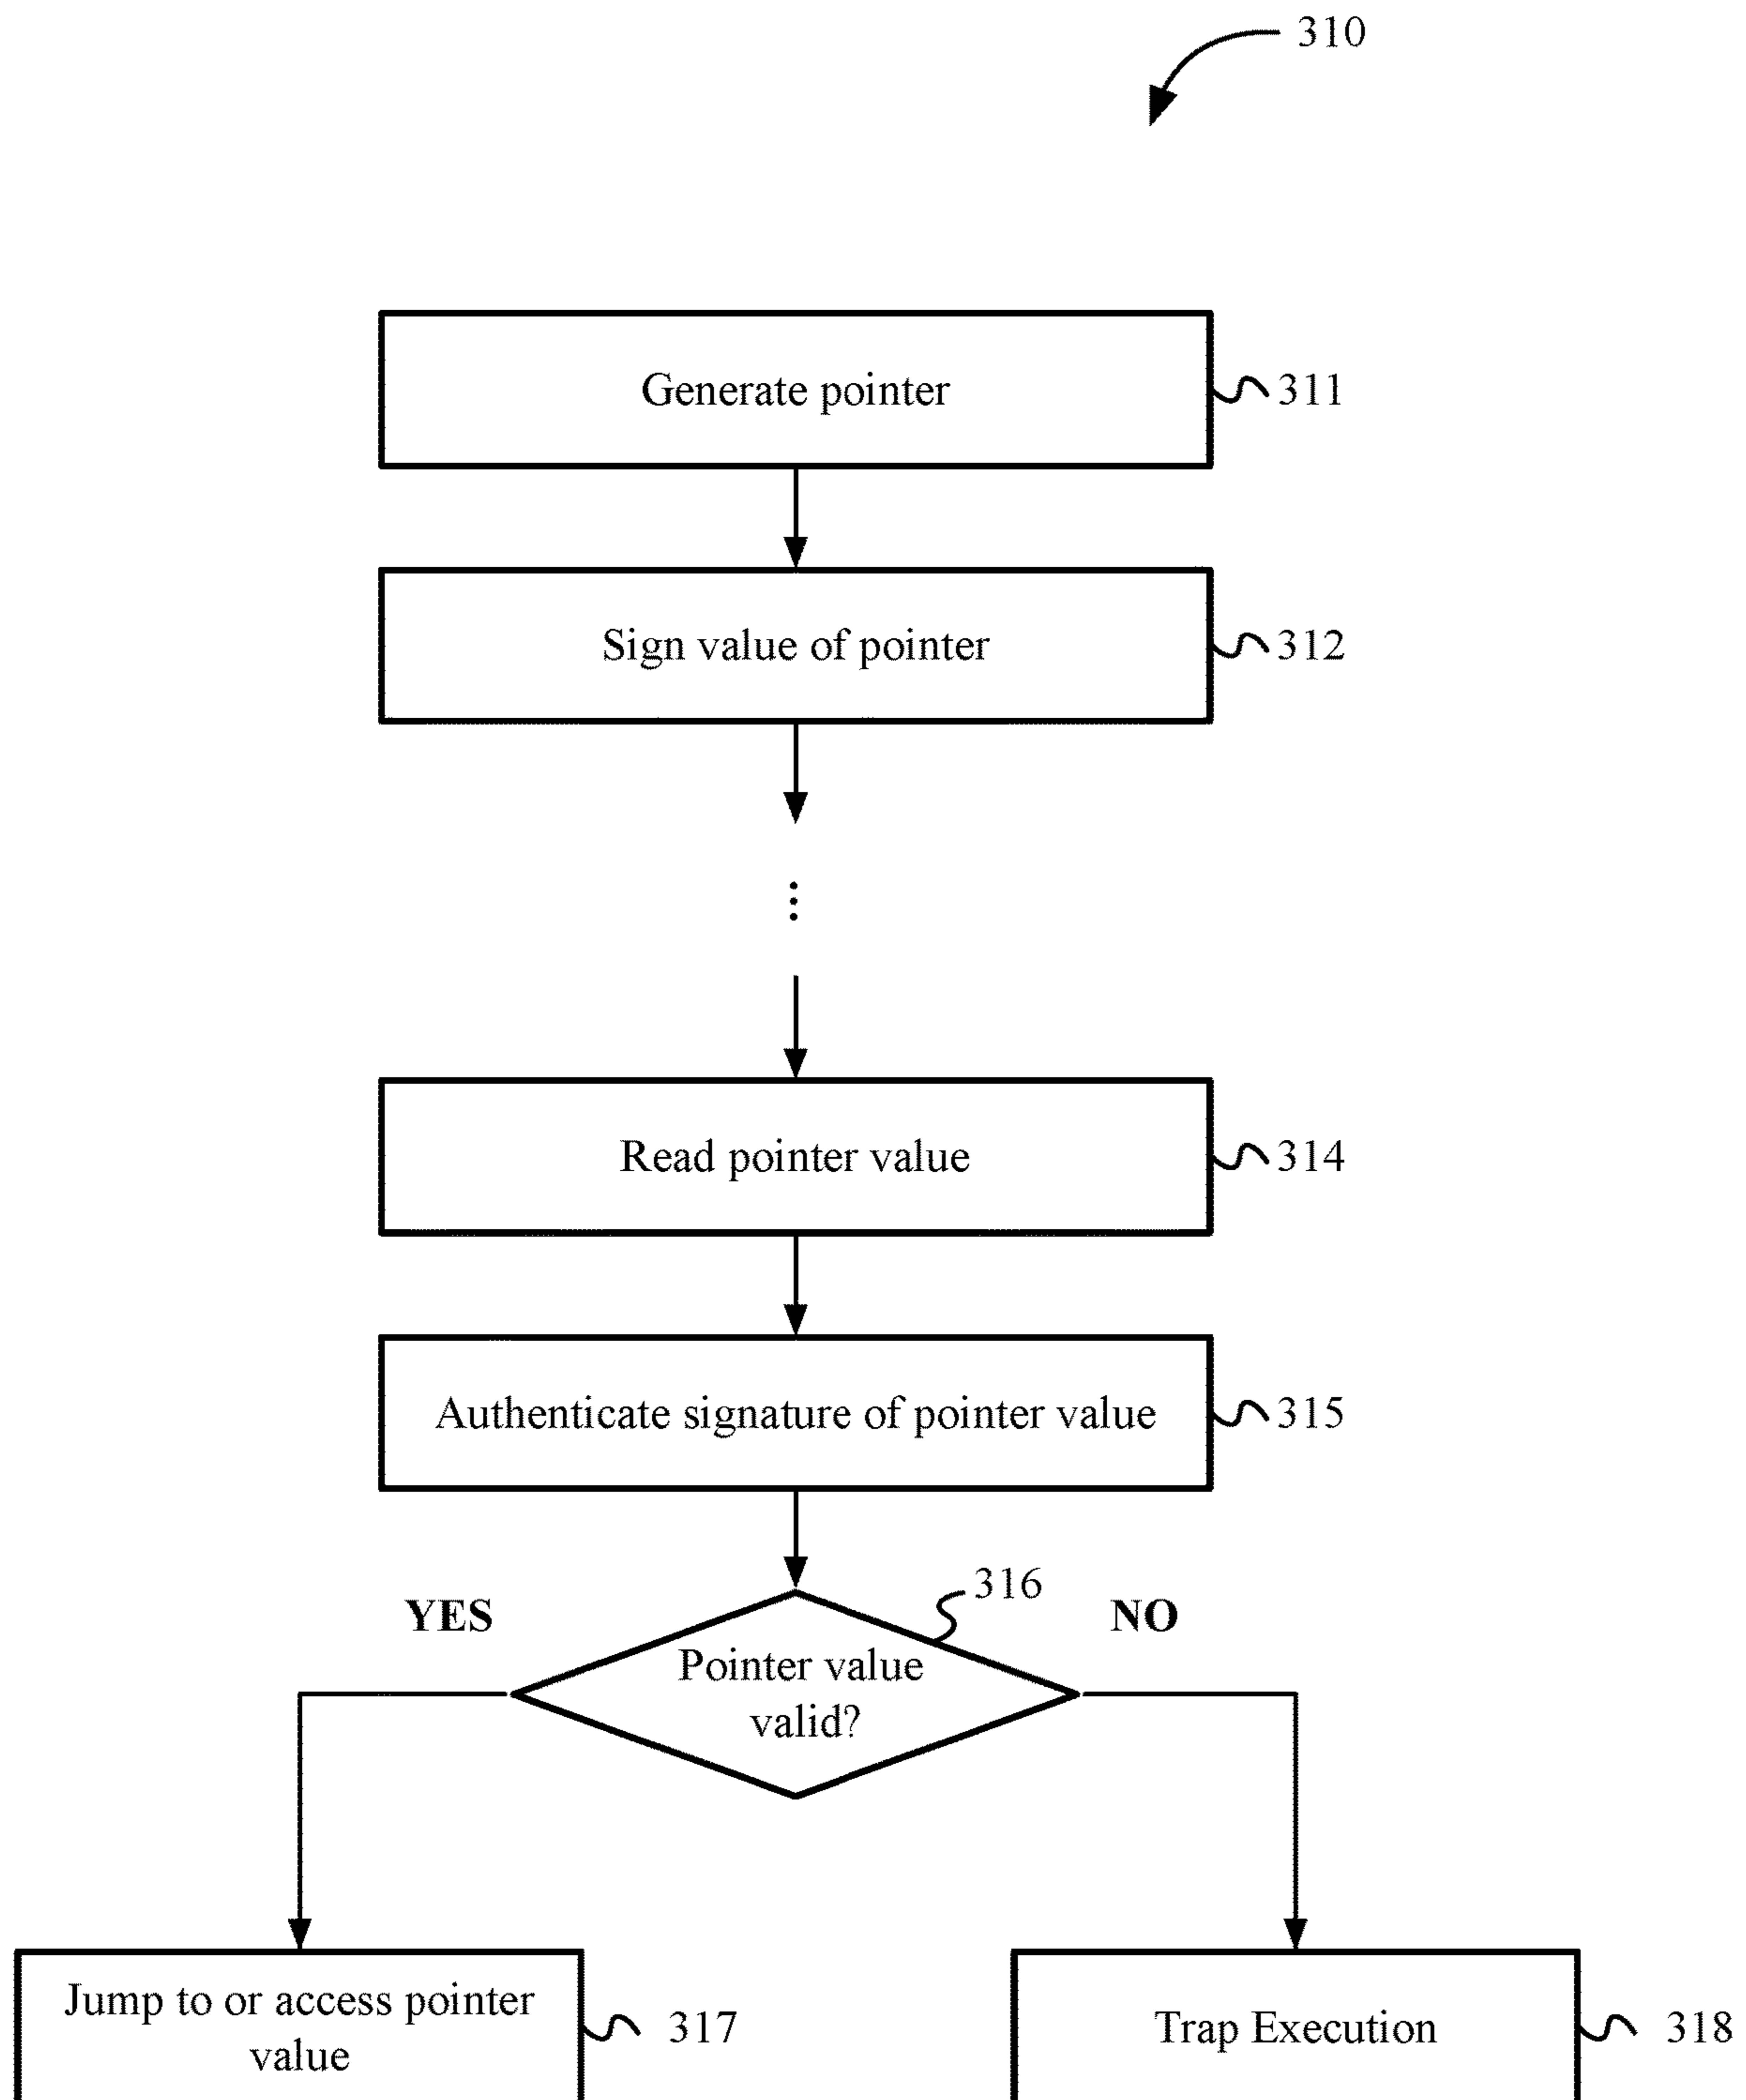 310
Generate pointer
311
Sign value of pointer
312
Read pointer value
314
Authenticate signature of pointer value
315
316
YES
NO
Pointer value
valid?
Jump to or access pointer
value
317
Trap Execution
318